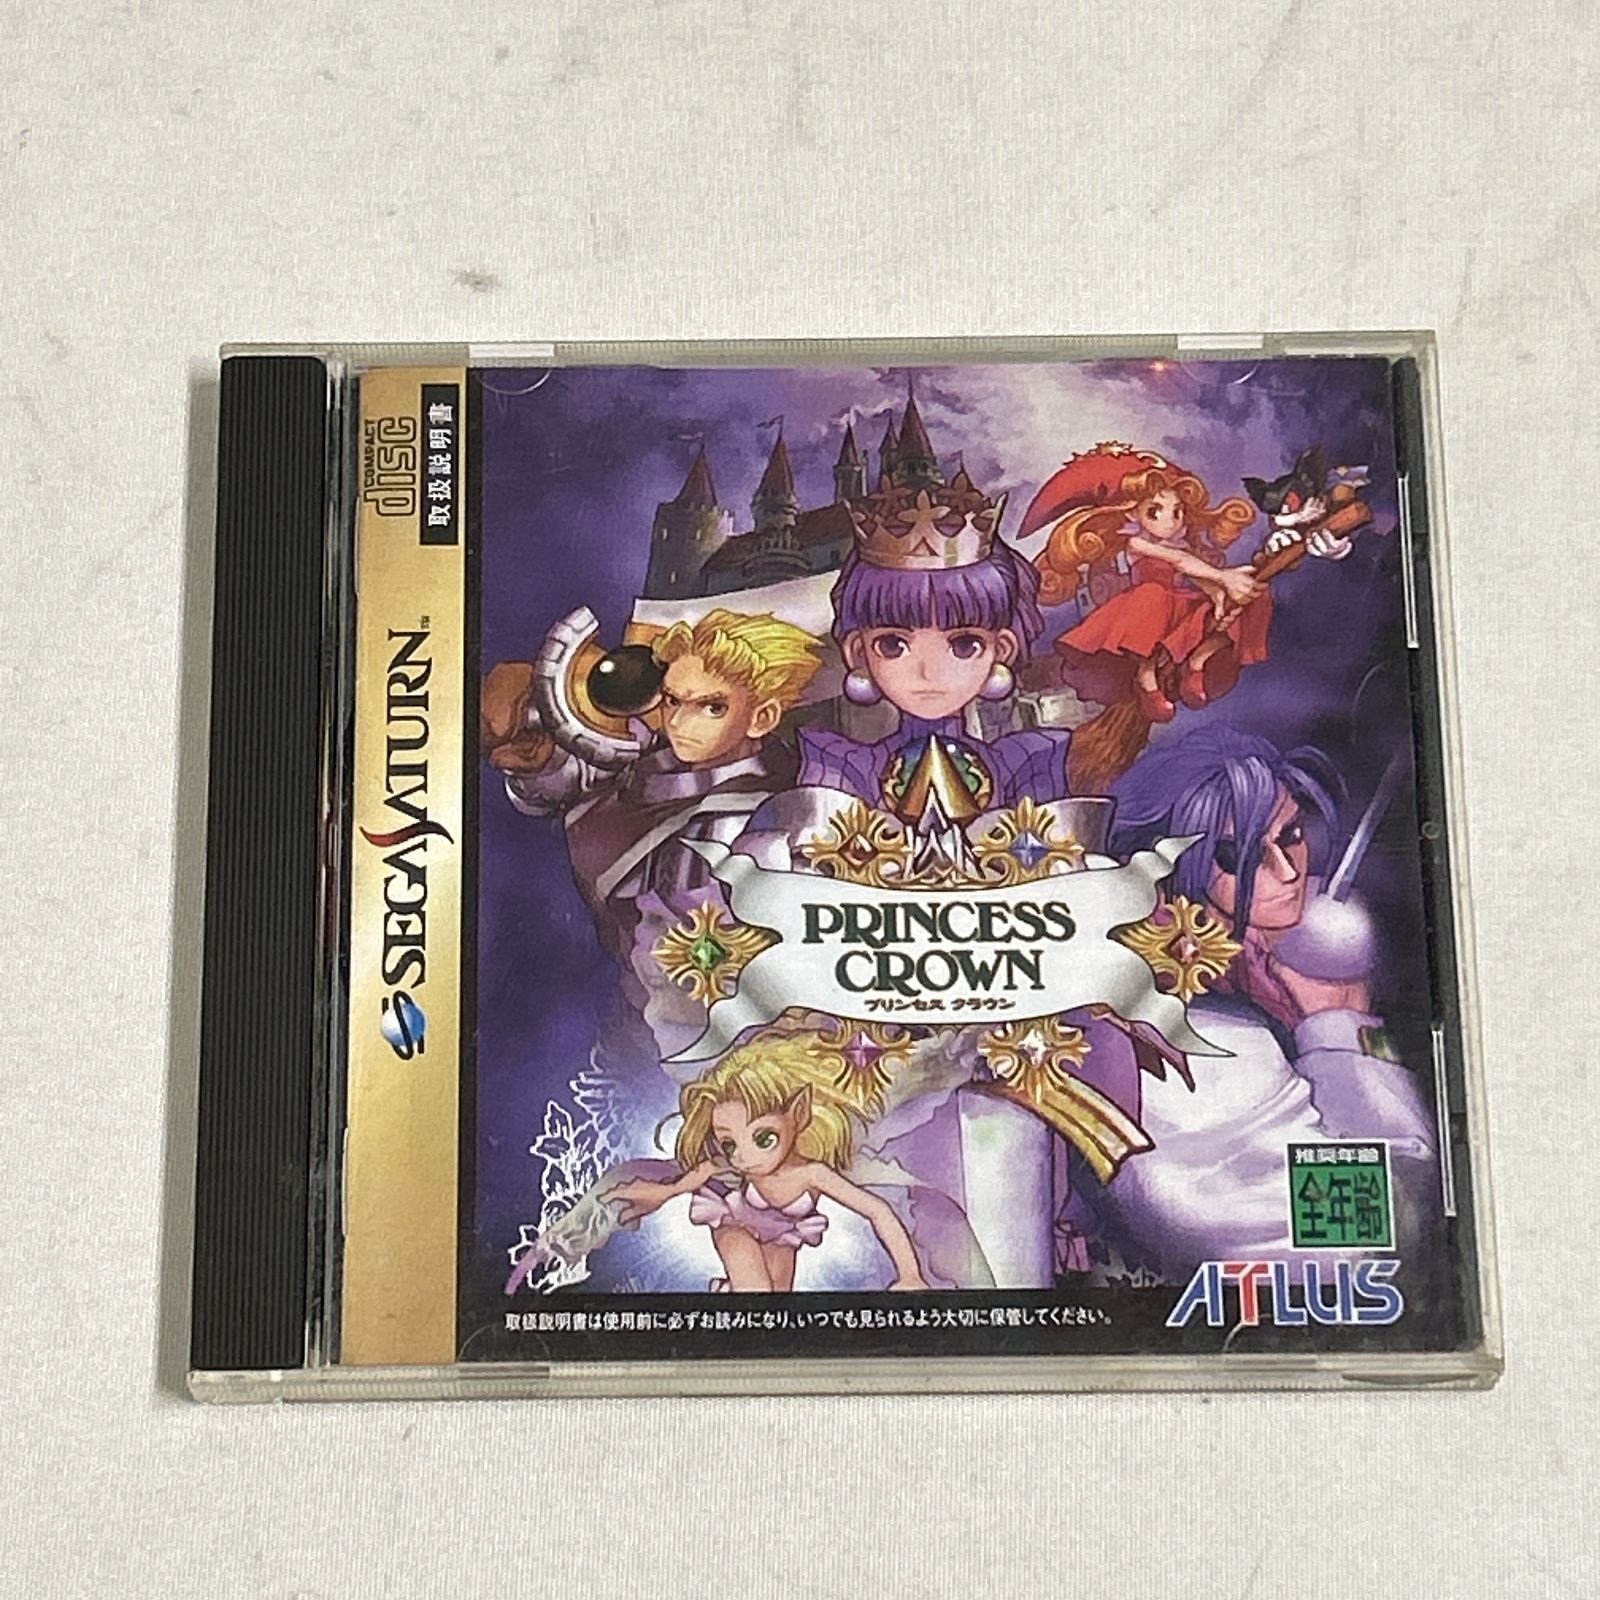 COMPACT
disc
取扱説明書
SEGA SATURN™
PRINCESS
CROWN
プリンセス クラウン
推奨年齢
全年齢
ATLUS
取扱説明書は使用前に必ずお読みになり、いつでも見られるよう大切に保管してください。